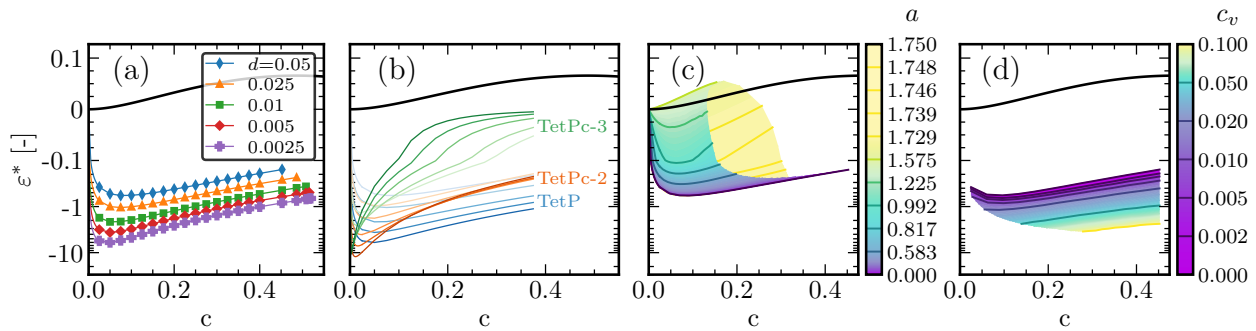 a
c_v
0.1
0
-0.1
-1
-10
ε* [-]
(a)
d=0.05
0.025
0.01
0.005
0.0025
0.0 0.2 0.4
c
(b)
TetPc-3
TetPc-2
TetP
0.0 0.2 0.4
c
(c)
0.0 0.2 0.4
c
1.750
1.748
1.746
1.739
1.729
1.575
1.400
1.225
0.992
0.817
0.583
0.000
(d)
0.0 0.2 0.4
c
0.100
0.050
0.020
0.010
0.005
0.002
0.000